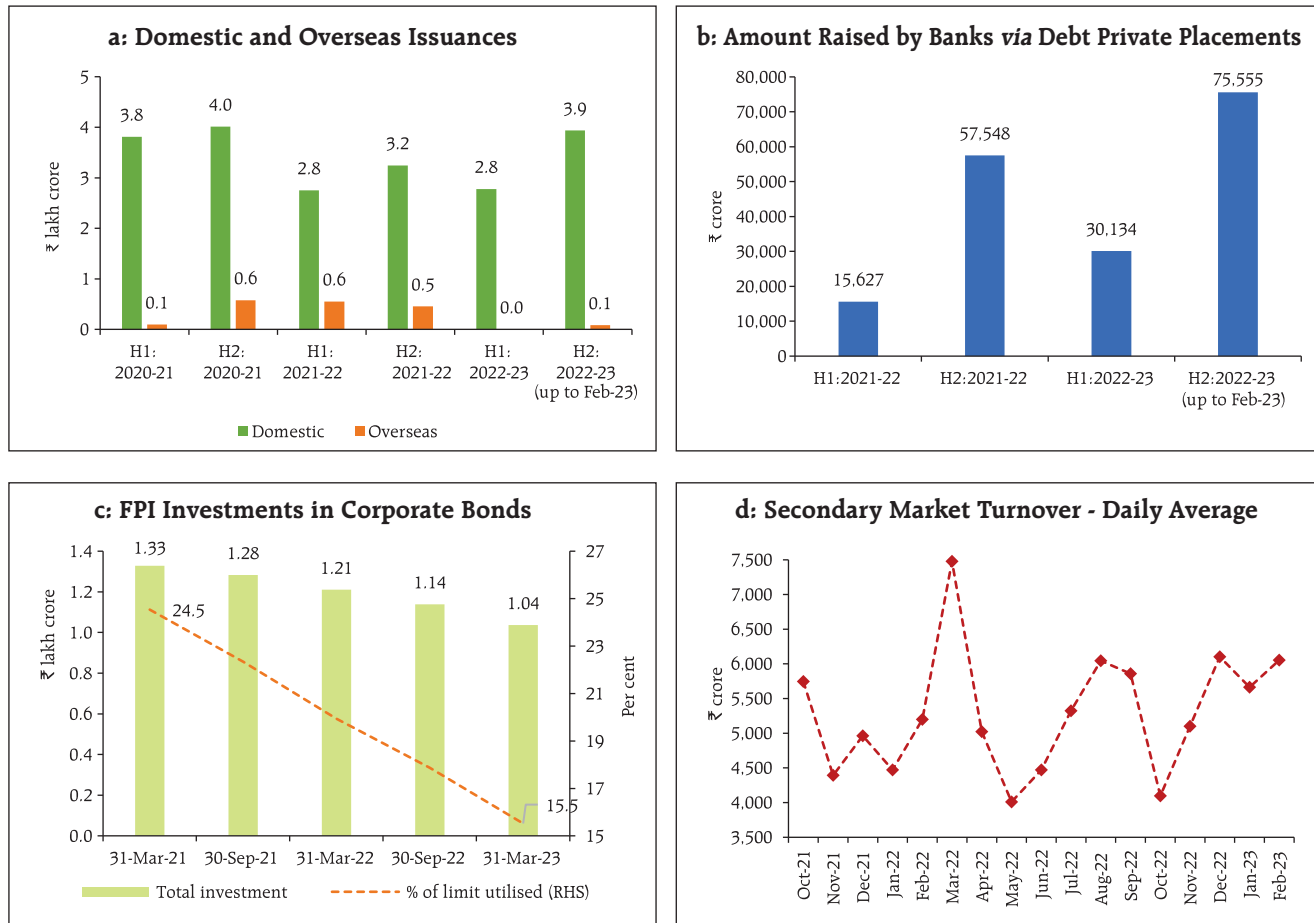 a: Domestic and Overseas Issuances
5
4
3
2
1
0
₹ lakh crore
3.8
0.1
4.0
0.6
2.8
0.6
3.2
0.5
2.8
0.0
3.9
0.1
H1:
2020-21
H2:
2020-21
H1:
2021-22
H2:
2021-22
H1:
2022-23
H2:
2022-23
(up to Feb-23)
Domestic
Overseas
b: Amount Raised by Banks via Debt Private Placements
80,000
70,000
60,000
50,000
40,000
30,000
20,000
10,000
0
₹ crore
15,627
57,548
30,134
75,555
H1:2021-22
H2:2021-22
H1:2022-23
H2:2022-23
(up to Feb-23)
c: FPI Investments in Corporate Bonds
1.4
1.2
1.0
0.8
0.6
0.4
0.2
0.0
₹ lakh crore
1.33
1.28
1.21
1.14
1.04
24.5
15.5
27
25
23
21
19
17
15
Per cent
31-Mar-21
30-Sep-21
31-Mar-22
30-Sep-22
31-Mar-23
Total investment
% of limit utilised (RHS)
d: Secondary Market Turnover - Daily Average
7,500
7,000
6,500
6,000
5,500
5,000
4,500
4,000
3,500
₹ crore
Oct-21
Nov-21
Dec-21
Jan-22
Feb-22
Mar-22
Apr-22
May-22
Jun-22
Jul-22
Aug-22
Sep-22
Oct-22
Nov-22
Dec-22
Jan-23
Feb-23